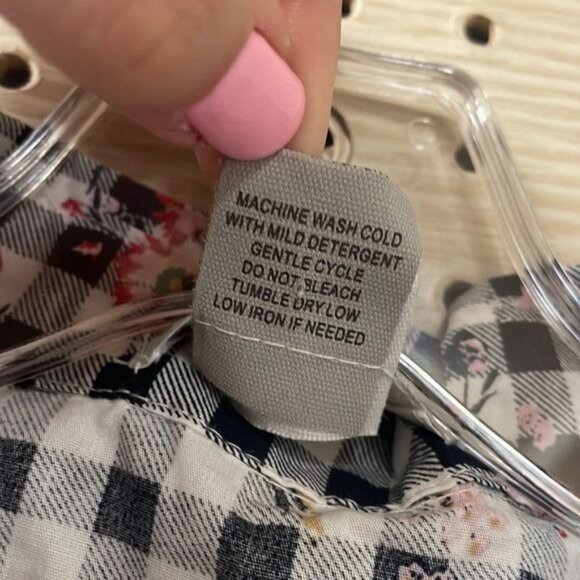 MACHINE WASH COLD
WITH MILD DETERGENT
GENTLE CYCLE
DO NOT BLEACH
TUMBLE DRY LOW
LOW IRON IF NEEDED